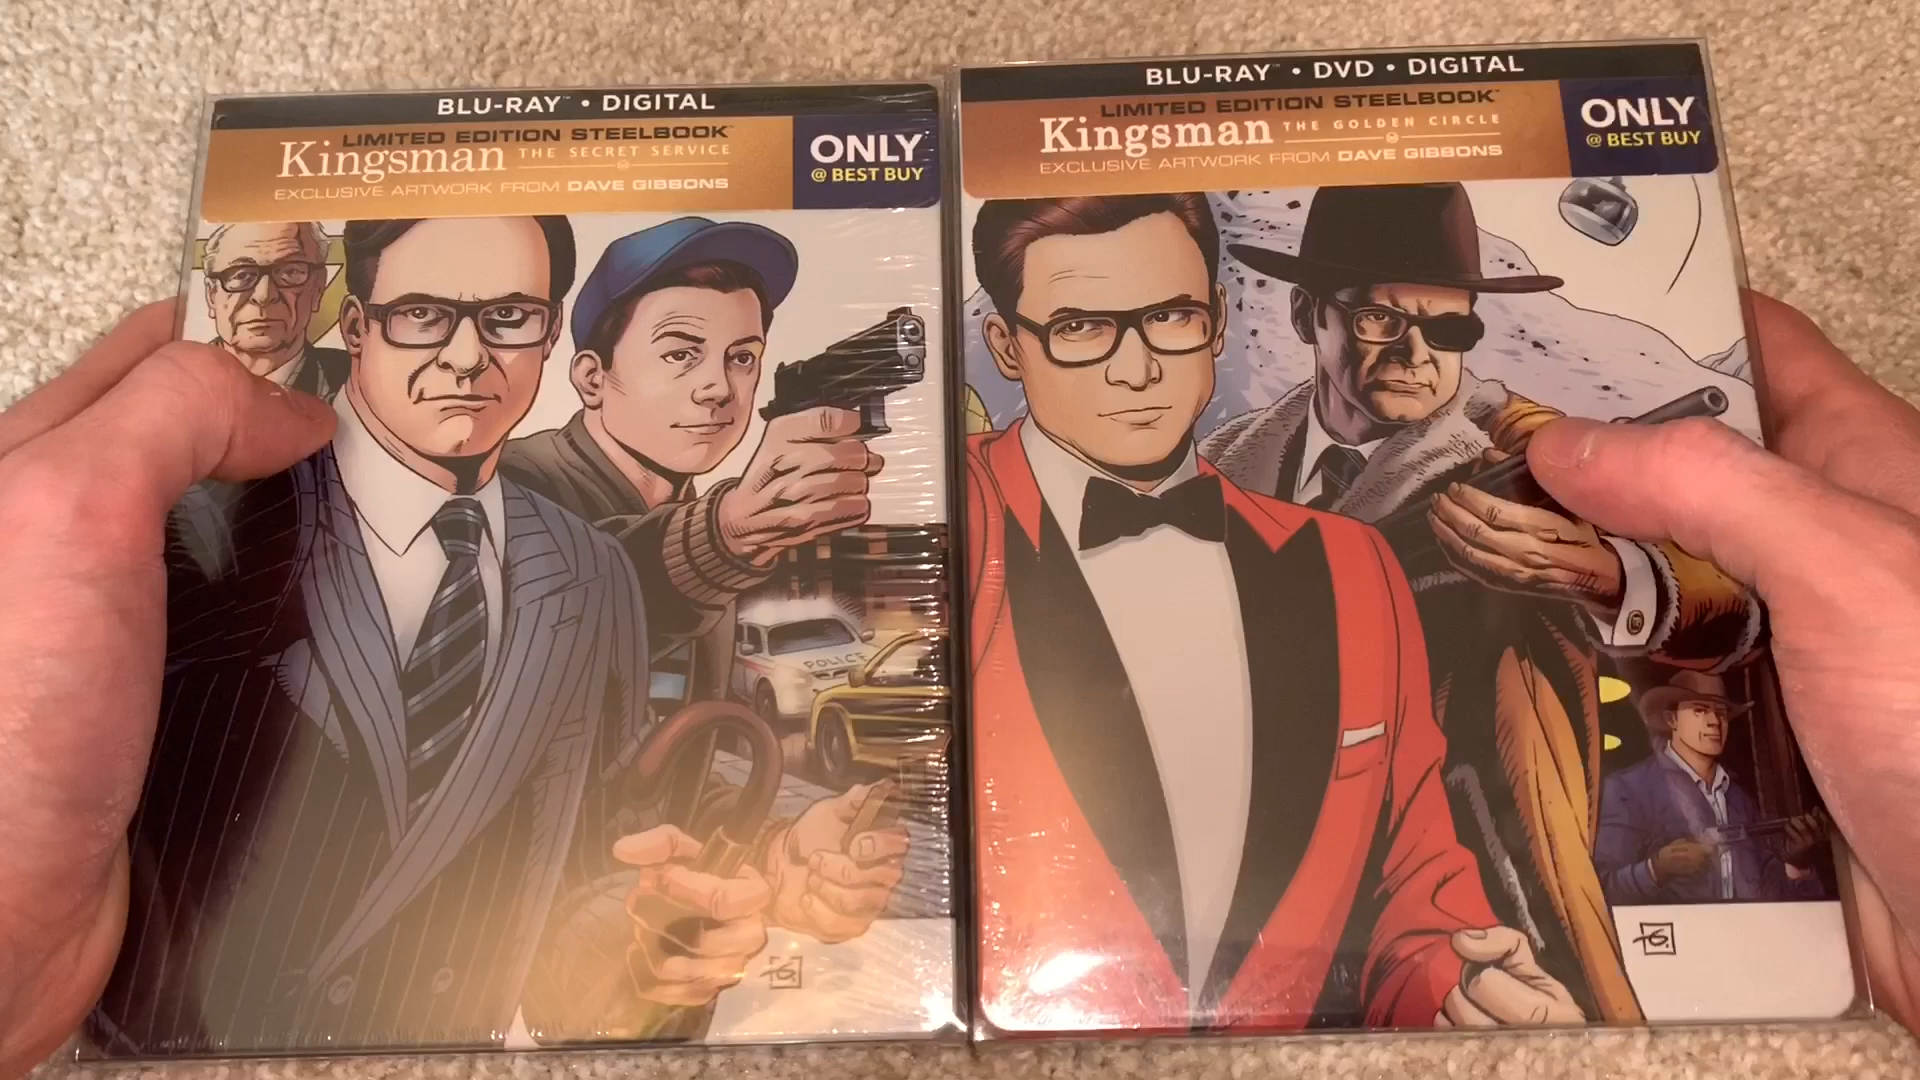 BLU-RAY™ • DIGITAL
LIMITED EDITION STEELBOOK™
Kingsman THE SECRET SERVICE
EXCLUSIVE ARTWORK FROM DAVE GIBBONS
ONLY
@ BEST BUY
POLICE
BLU-RAY™ • DVD • DIGITAL
LIMITED EDITION STEELBOOK™
Kingsman THE GOLDEN CIRCLE
EXCLUSIVE ARTWORK FROM DAVE GIBBONS
ONLY
@ BEST BUY